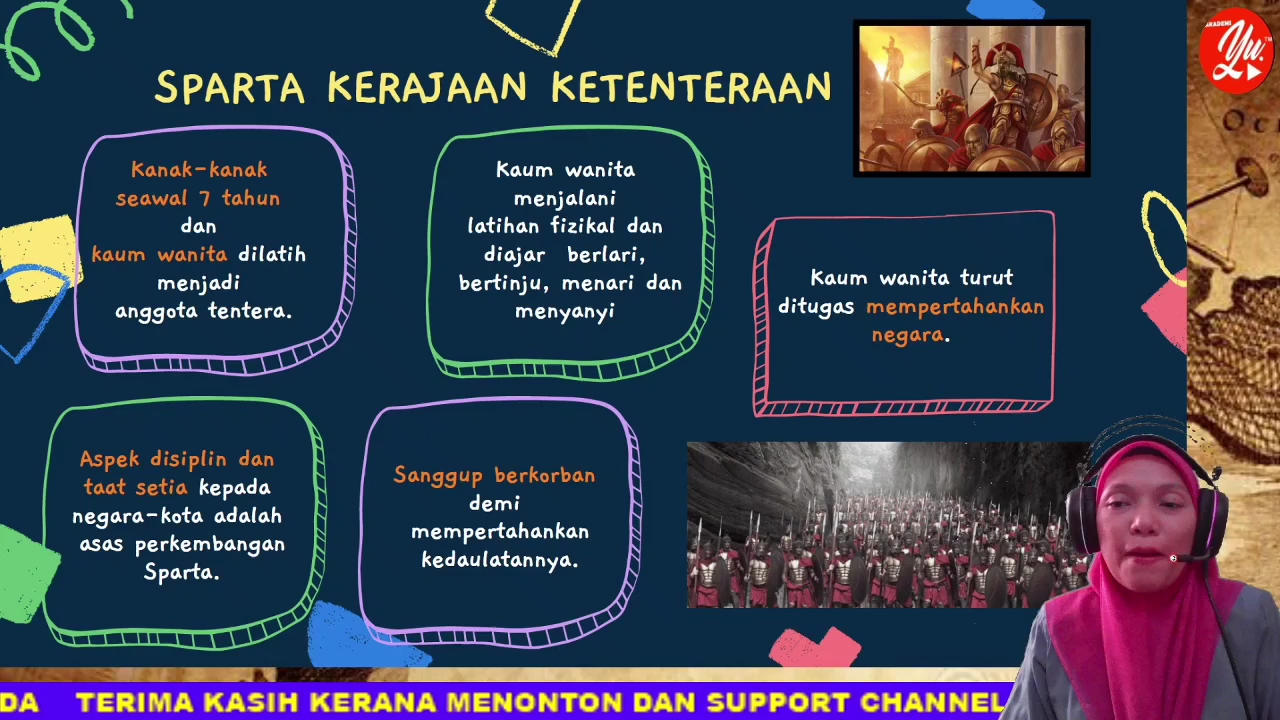 SPARTA KERAJAAN KETENTERAAN
Kanak-kanak
seawal 7 tahun
dan
kaum wanita dilatih
menjadi
anggota tentera.
Kaum wanita
menjalani
latihan fizikal dan
diajar berlari,
bertinju, menari dan
menyanyi
Kaum wanita turut
ditugas mempertahankan
negara.
Aspek disiplin dan
taat setia kepada
negara-kota adalah
asas perkembangan
Sparta.
Sanggup berkorban
demi
mempertahankan
kedaulatannya.
AKADEMI
Yu.
TM
DA TERIMA KASIH KERANA MENONTON DAN SUPPORT CHANNEL